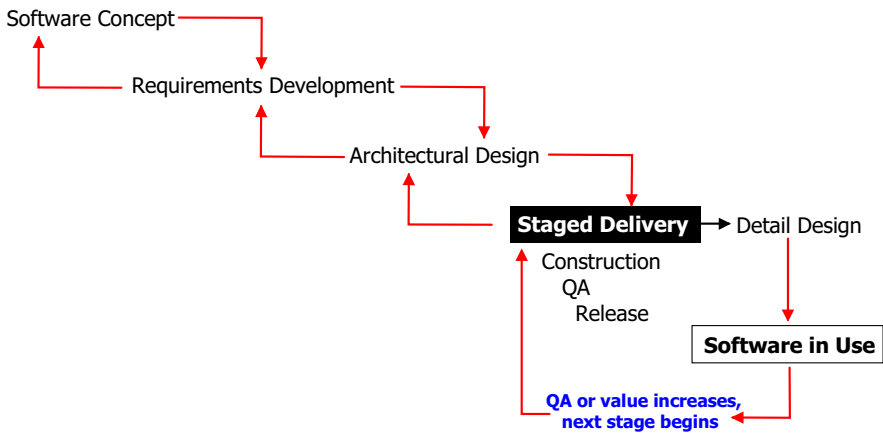 Software Concept
Requirements Development
Architectural Design
Staged Delivery
Detail Design
Construction
QA
Release
Software in Use
QA or value increases,
next stage begins